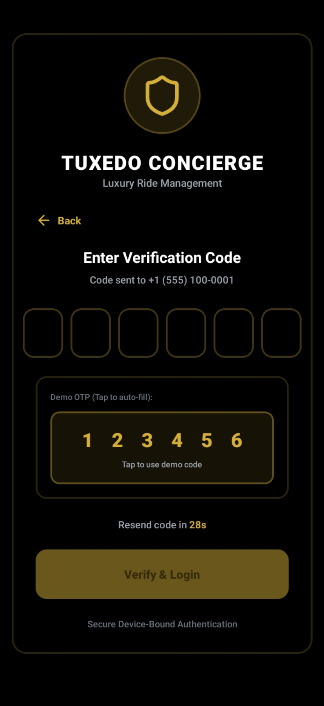 TUXEDO CONCIERGE
Luxury Ride Management
Back
Enter Verification Code
Code sent to +1 (555) 100-0001
Demo OTP (Tap to auto-fill):
1 2 3 4 5 6
Tap to use demo code
Resend code in 28s
Verify & Login
Secure Device-Bound Authentication